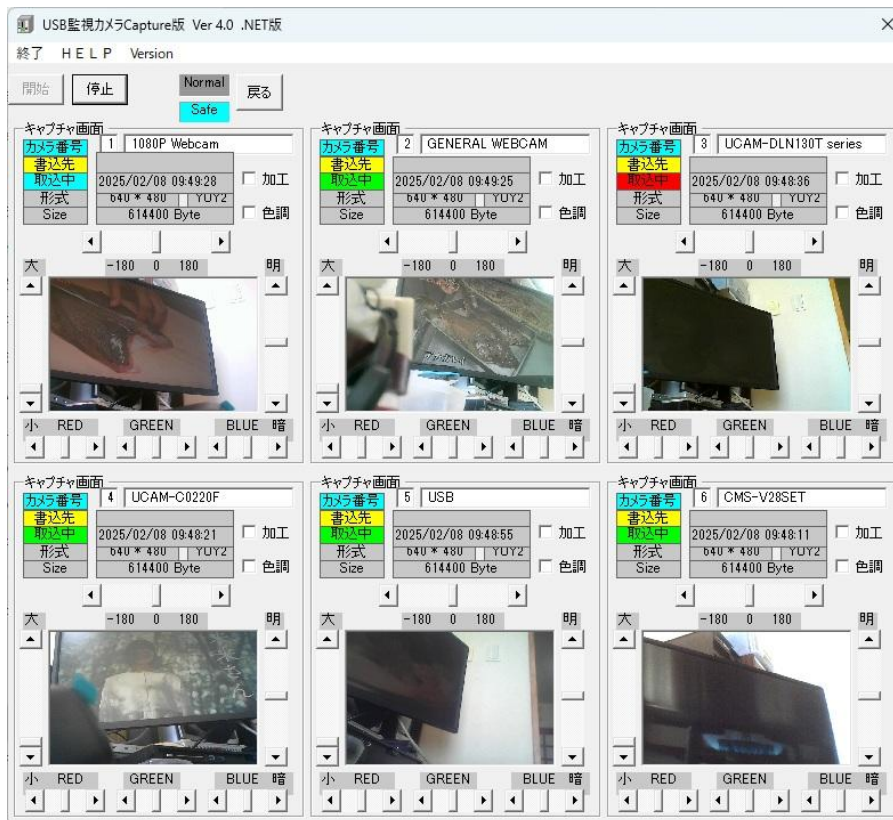 USB監視カメラCapture版 Ver 4.0 .NET版
終了 ＨＥＬＰ Version
開始 停止 Normal 戻る
Safe
キャプチャ画面 キャプチャ画面 キャプチャ画面
カメラ番号 1 1080P Webcam カメラ番号 2 GENERAL WEBCAM カメラ番号 3 UCAM-DLN130T series
書込先 書込先 書込先
取込中 2025/02/08 09:49:28 加工 取込中 2025/02/08 09:49:25 加工 取込中 2025/02/08 09:48:36 加工
形式 640 * 480 YUY2 形式 640 * 480 YUY2 形式 640 * 480 YUY2
Size 614400 Byte 色調 Size 614400 Byte 色調 Size 614400 Byte 色調
大 -180 0 180 明 大 -180 0 180 明 大 -180 0 180 明
小 RED GREEN BLUE 暗 小 RED GREEN BLUE 暗 小 RED GREEN BLUE 暗
キャプチャ画面 キャプチャ画面 キャプチャ画面
カメラ番号 4 UCAM-C0220F カメラ番号 5 USB カメラ番号 6 CMS-V28SET
書込先 書込先 書込先
取込中 2025/02/08 09:48:21 加工 取込中 2025/02/08 09:48:55 加工 取込中 2025/02/08 09:48:11 加工
形式 640 * 480 YUY2 形式 640 * 480 YUY2 形式 640 * 480 YUY2
Size 614400 Byte 色調 Size 614400 Byte 色調 Size 614400 Byte 色調
大 -180 0 180 明 大 -180 0 180 明 大 -180 0 180 明
小 RED GREEN BLUE 暗 小 RED GREEN BLUE 暗 小 RED GREEN BLUE 暗